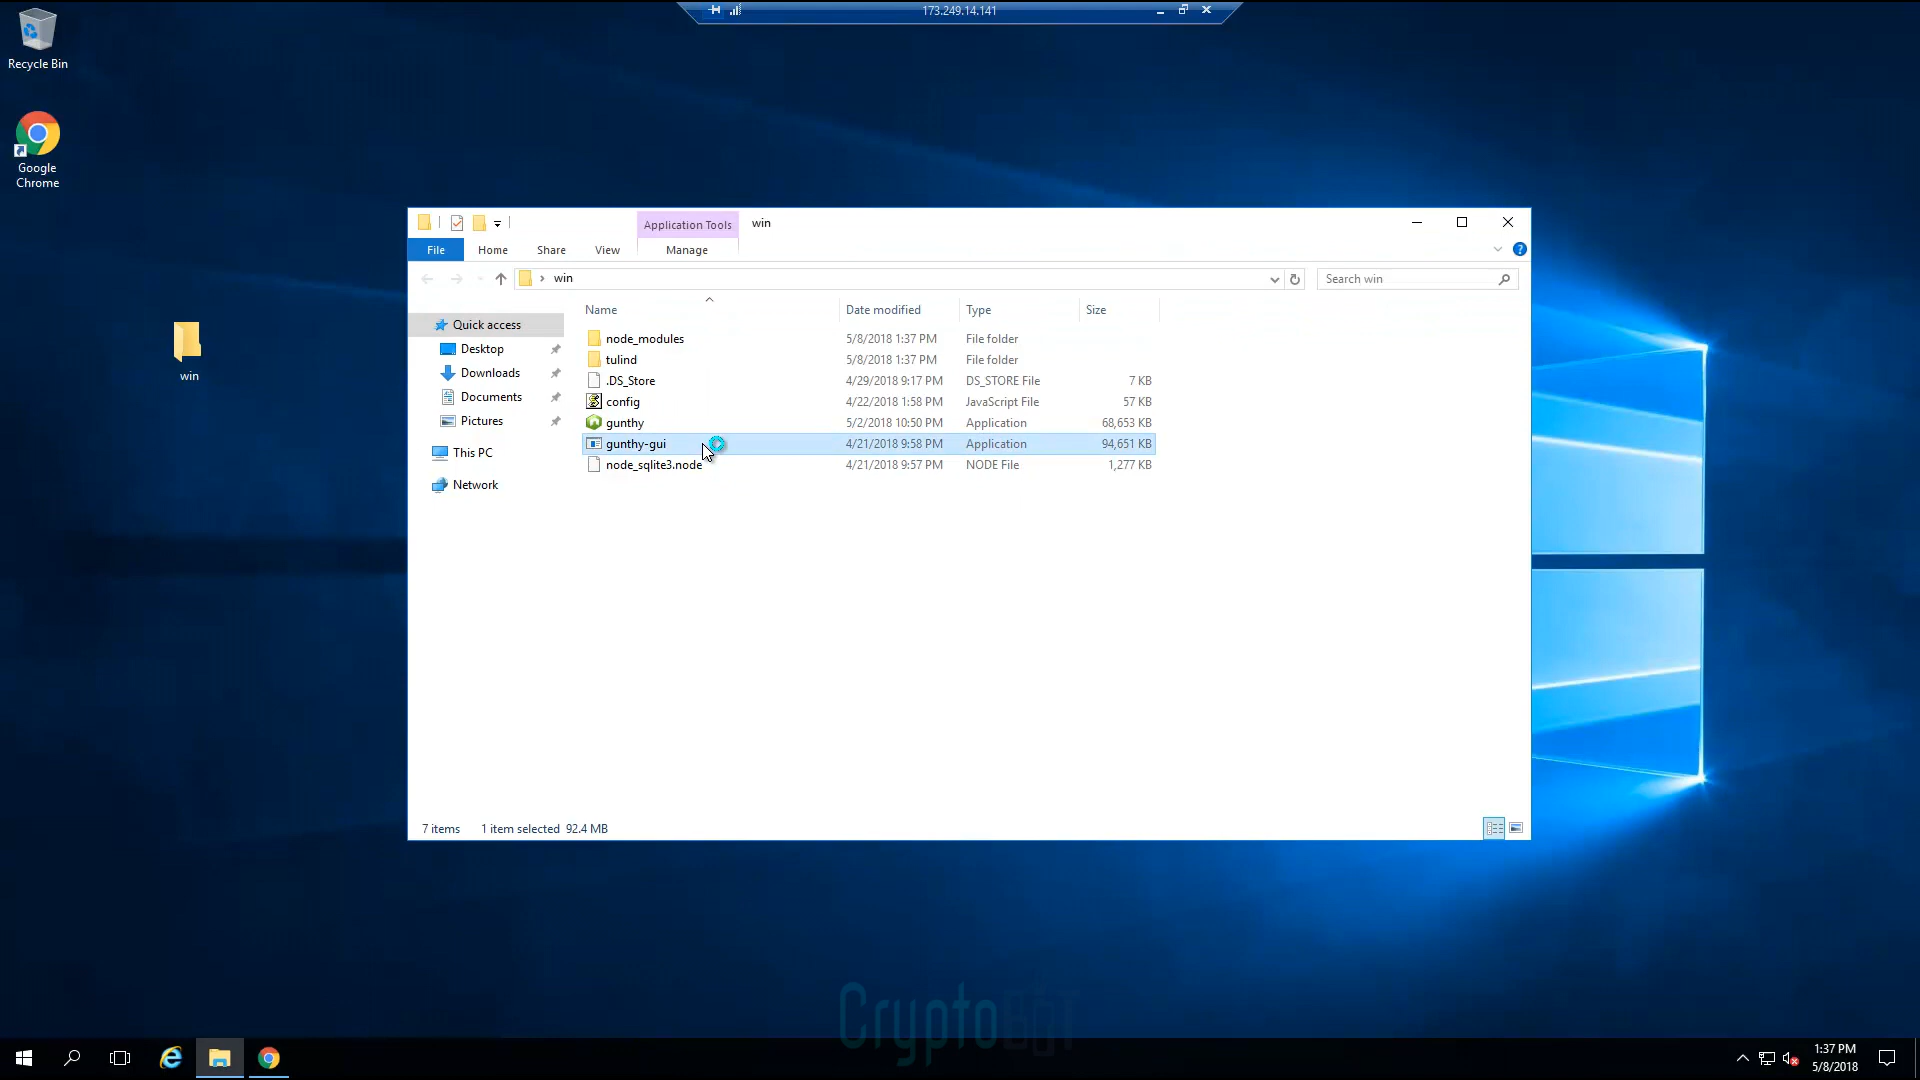 173.249.14.141
Recycle Bin
Google
Chrome
win
Application Tools
win
File
Home
Share
View
Manage
win
Search win
Name
Date modified
Type
Size
Quick access
Desktop
Downloads
Documents
Pictures
This PC
Network
node_modules 5/8/2018 1:37 PM File folder
tulind 5/8/2018 1:37 PM File folder
.DS_Store 4/29/2018 9:17 PM DS_STORE File 7 KB
config 4/22/2018 1:58 PM JavaScript File 57 KB
gunthy 5/2/2018 10:50 PM Application 68,653 KB
gunthy-gui 4/21/2018 9:58 PM Application 94,651 KB
node_sqlite3.node 4/21/2018 9:57 PM NODE File 1,277 KB
7 items 1 item selected 92.4 MB
CryptoBOT
1:37 PM
5/8/2018